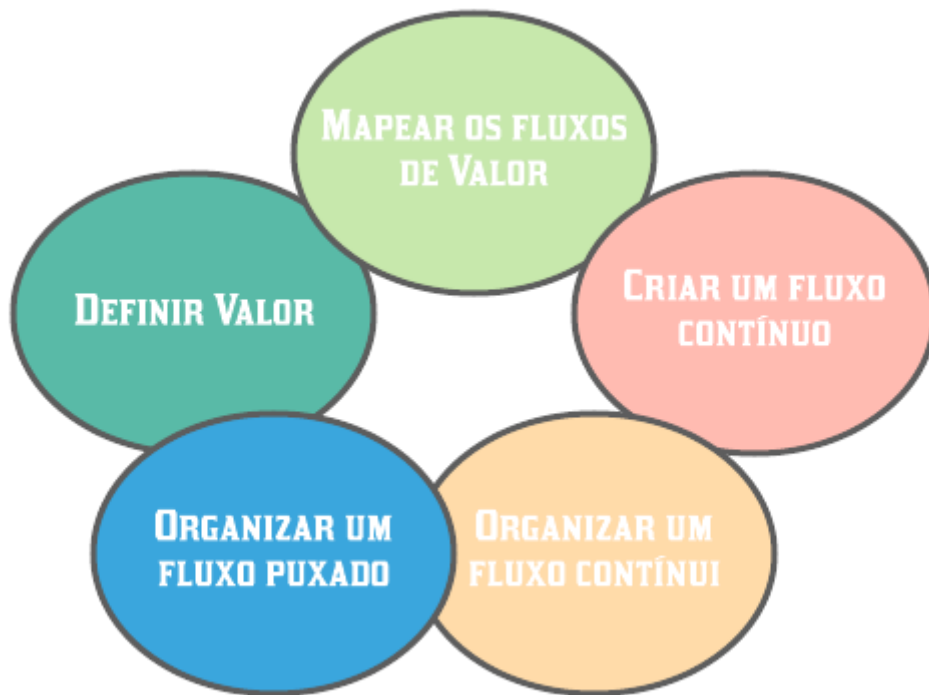 Mapear os fluxos
de Valor
Definir Valor
Criar um fluxo
contínuo
Organizar um
fluxo puxado
Organizar um
fluxo contínui